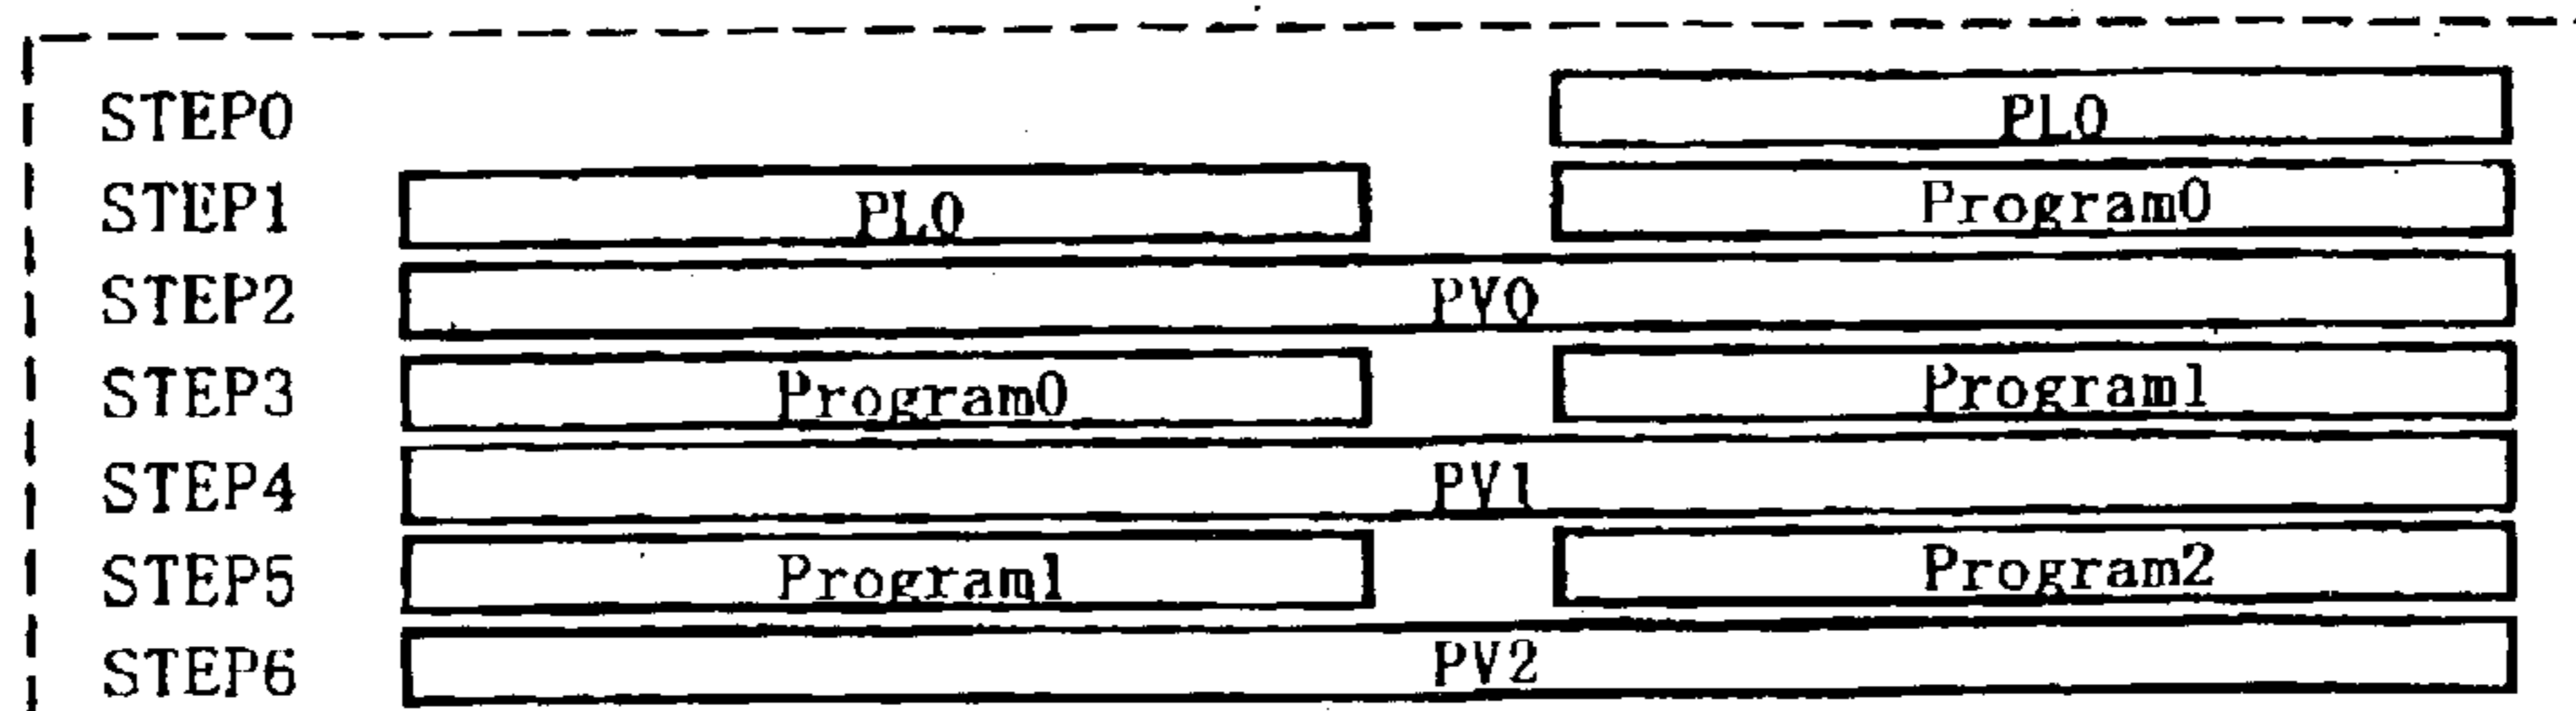 STEP0 PL0
STEP1 PL0 Program0
STEP2 PV0
STEP3 Program0 Program1
STEP4 PV1
STEP5 Program1 Program2
STEP6 PV2